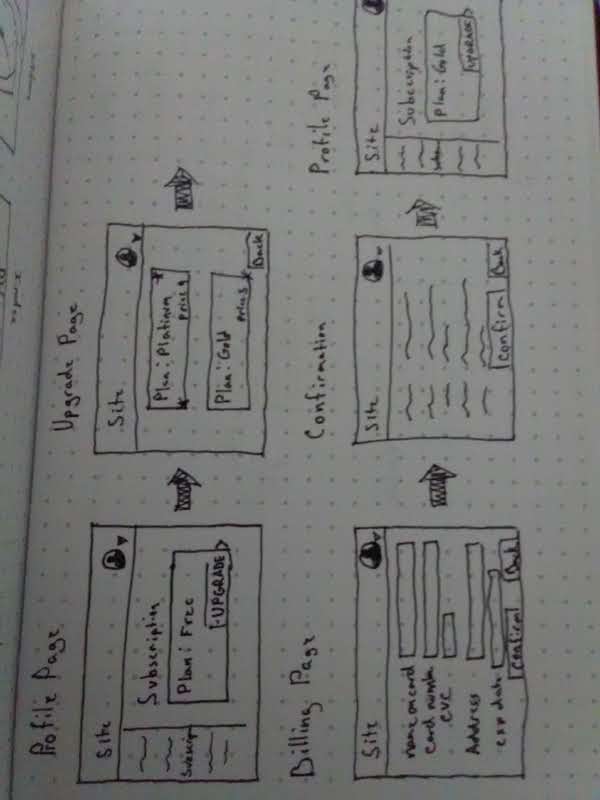 Profile Page
Site
Subscription
Subscrip
Plan: Free
UPGRADE
Upgrade Page
Site
Plan: Platinum
Plan: Gold
Back
Billing Page
Site
name on card
card number
cvc
Address
exp date
confirm
Back
Confirmation
Site
confirm
Back
Profile Page
Site
Subscription
Plan: Gold
UPGRADE